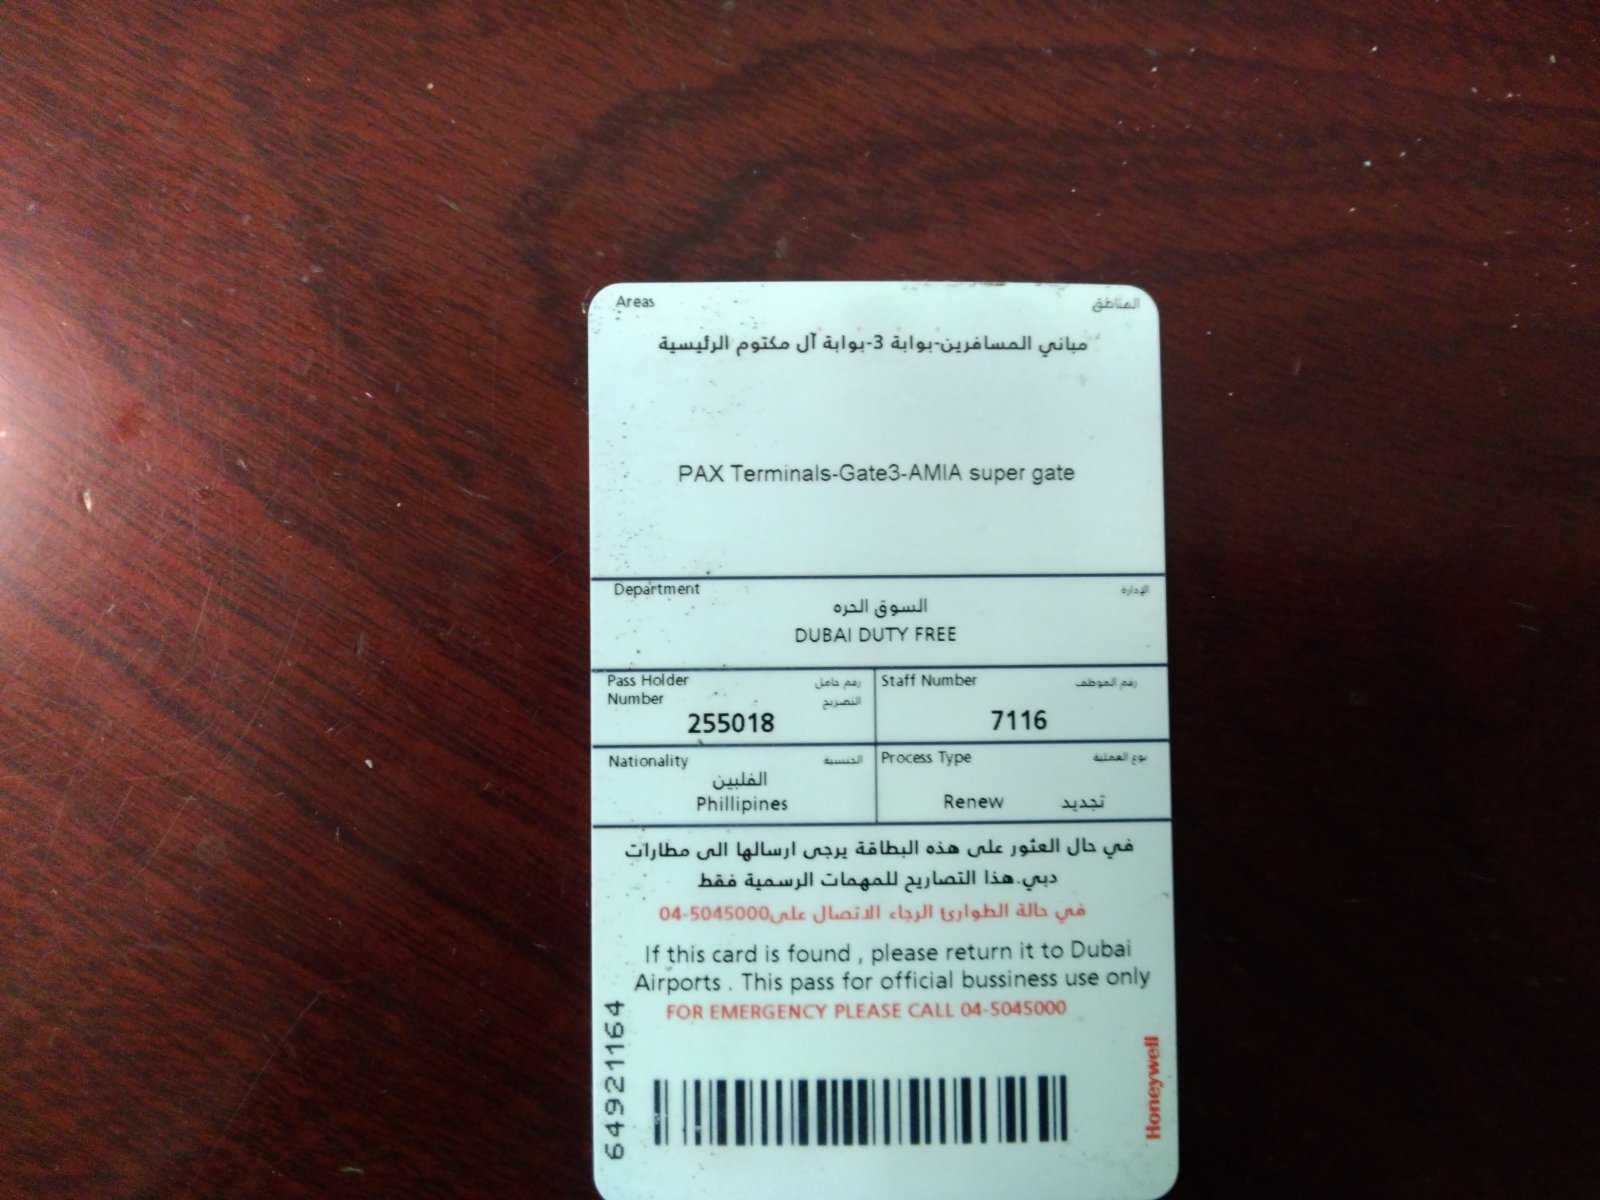 Areas المناطق
مباني المسافرين-بوابة 3-بوابة آل مكتوم الرئيسية
PAX Terminals-Gate3-AMIA super gate
Department الإدارة
السوق الحره
DUBAI DUTY FREE
Pass Holder رقم حامل
Number التصريح
255018
Staff Number رقم الموظف
7116
Nationality الجنسية
الفلبين
Phillipines
Process Type نوع العملية
Renew تجديد
في حال العثور على هذه البطاقة يرجى ارسالها الى مطارات
دبي.هذا التصاريح للمهمات الرسمية فقط
في حالة الطوارئ الرجاء الاتصال على04-5045000
If this card is found , please return it to Dubai
Airports . This pass for official bussiness use only
FOR EMERGENCY PLEASE CALL 04-5045000
64921164
Honeywell